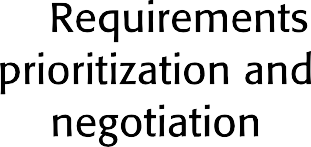 Requirements
prioritization and
negotiation